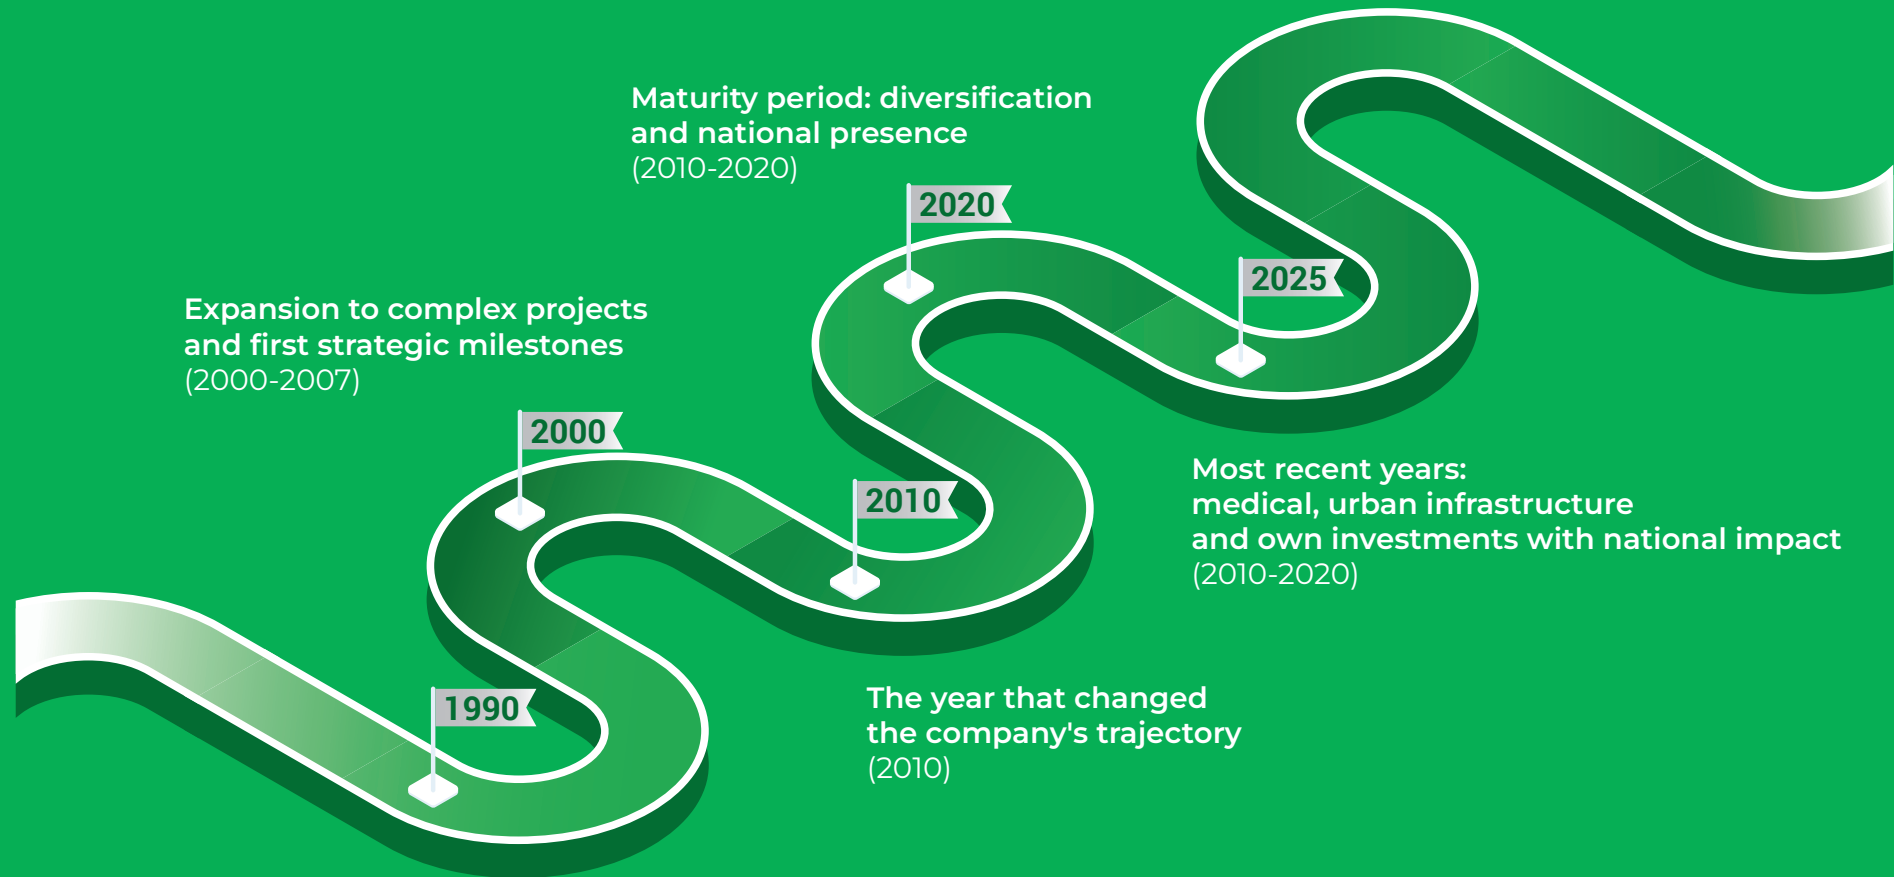 Maturity period: diversification
and national presence
(2010-2020)
2020
2025
Expansion to complex projects
and first strategic milestones
(2000-2007)
2000
2010
Most recent years:
medical, urban infrastructure
and own investments with national impact
(2010-2020)
1990
The year that changed
the company's trajectory
(2010)